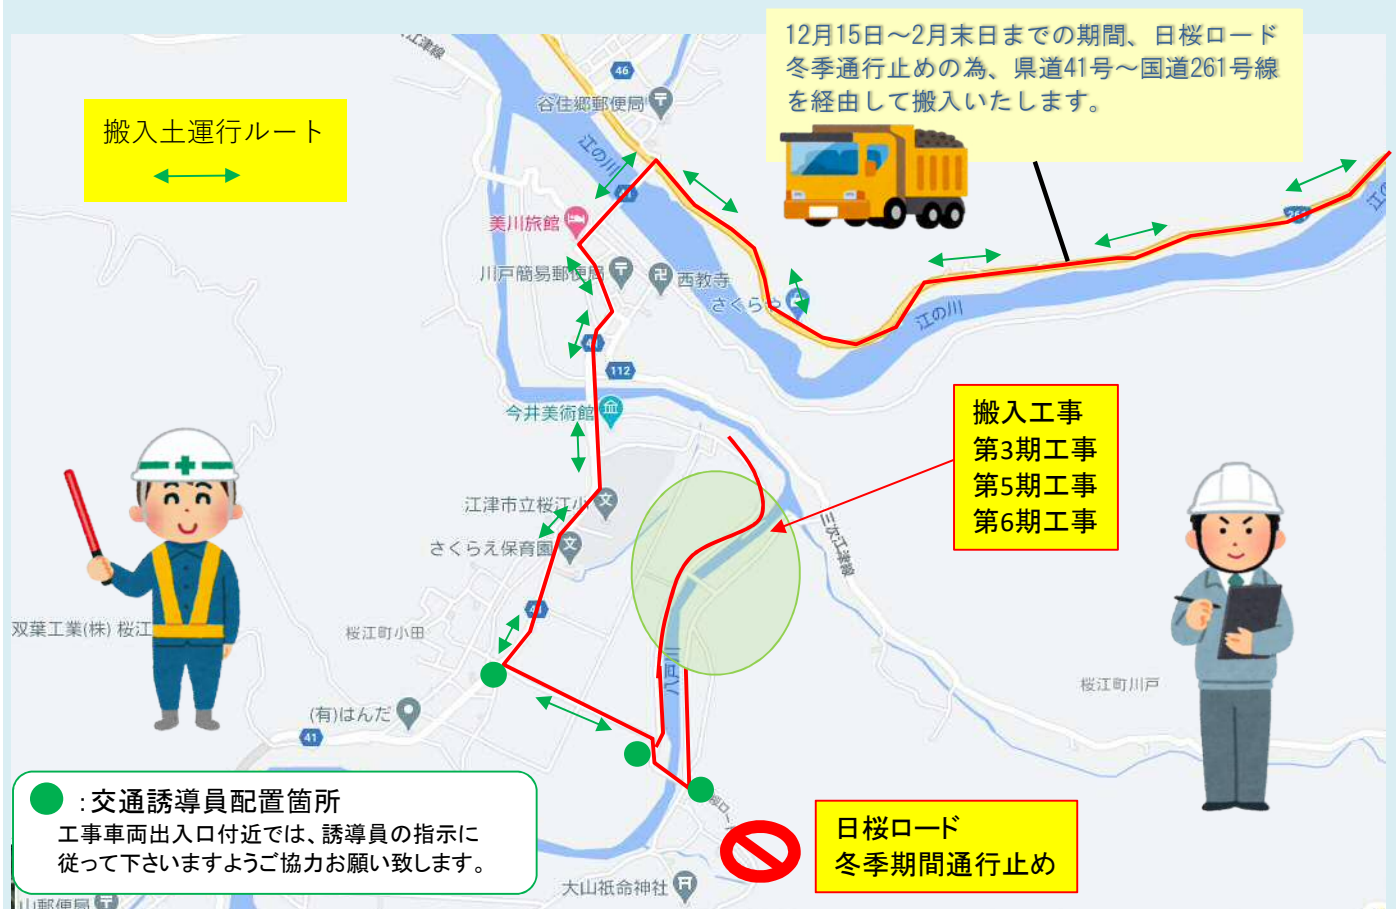 12月15日～2月末日までの期間、日桜ロード
冬季通行止めの為、県道41号～国道261号線
を経由して搬入いたします。
搬入土運行ルート
46
谷住郷郵便局
江の川
美川旅館
川戸簡易郵便局
西教寺
さくらや
261
江の川
112
今井美術館
搬入工事
第3期工事
第5期工事
第6期工事
江津市立桜江小
さくらえ保育園
三次江津線
41
双葉工業(株) 桜江
桜江町小田
八戸川
桜江町川戸
(有)はんだ
41
：交通誘導員配置箇所
工事車両出入口付近では、誘導員の指示に
従って下さいますようご協力お願い致します。
日桜ロード
冬季期間通行止め
大山祇命神社
山郵便局